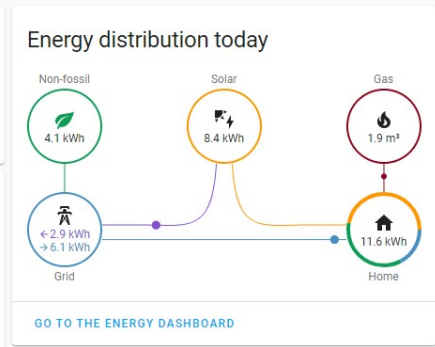 Energy distribution today
Non-fossil
Solar
Gas
4.1 kWh
8.4 kWh
1.9 m³
←2.9 kWh
→6.1 kWh
11.6 kWh
Grid
Home
GO TO THE ENERGY DASHBOARD